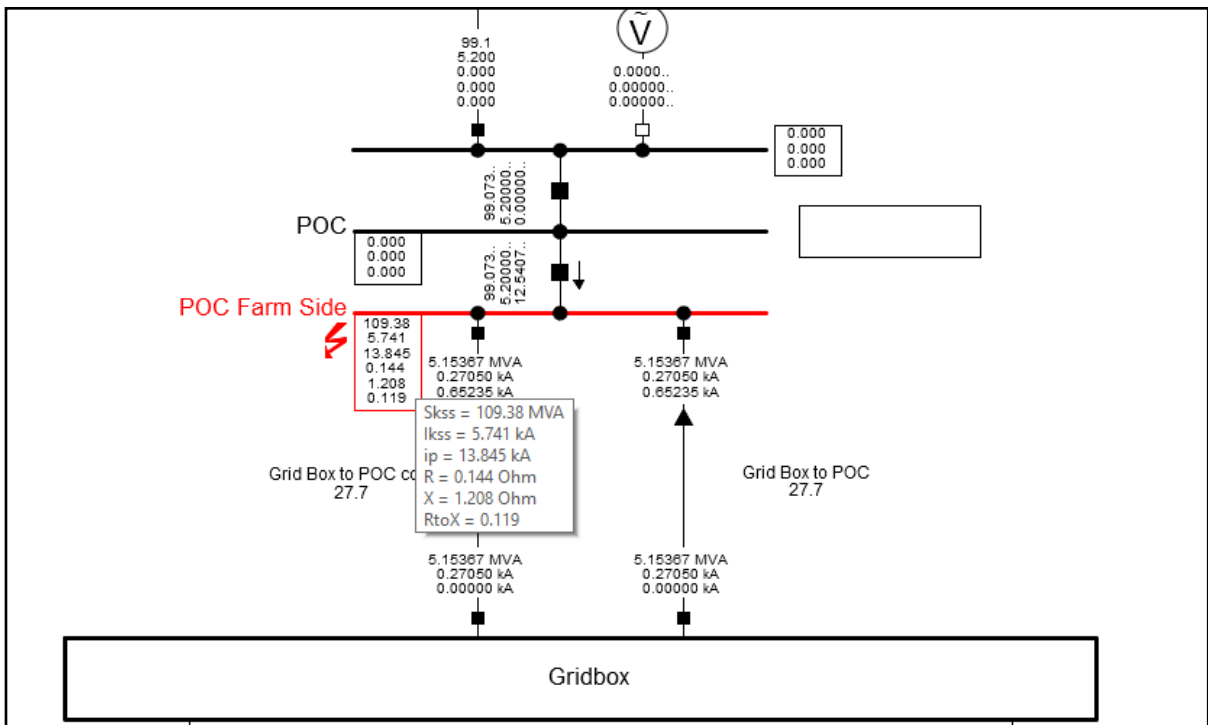 99.1
5.200
0.000
0.000
0.000
~
V
0.0000..
0.00000..
0.00000..
0.000
0.000
0.000
99.073..
5.20000..
0.00000..
POC
0.000
0.000
0.000
99.073..
5.20000..
12.5407..
POC Farm Side
109.38
5.741
13.845
0.144
1.208
0.119
5.15367 MVA
0.27050 kA
0.65235 kA
5.15367 MVA
0.27050 kA
0.65235 kA
Skss = 109.38 MVA
Ikss = 5.741 kA
ip = 13.845 kA
R = 0.144 Ohm
X = 1.208 Ohm
RtoX = 0.119
Grid Box to POC cc
27.7
Grid Box to POC
27.7
5.15367 MVA
0.27050 kA
0.00000 kA
5.15367 MVA
0.27050 kA
0.00000 kA
Gridbox